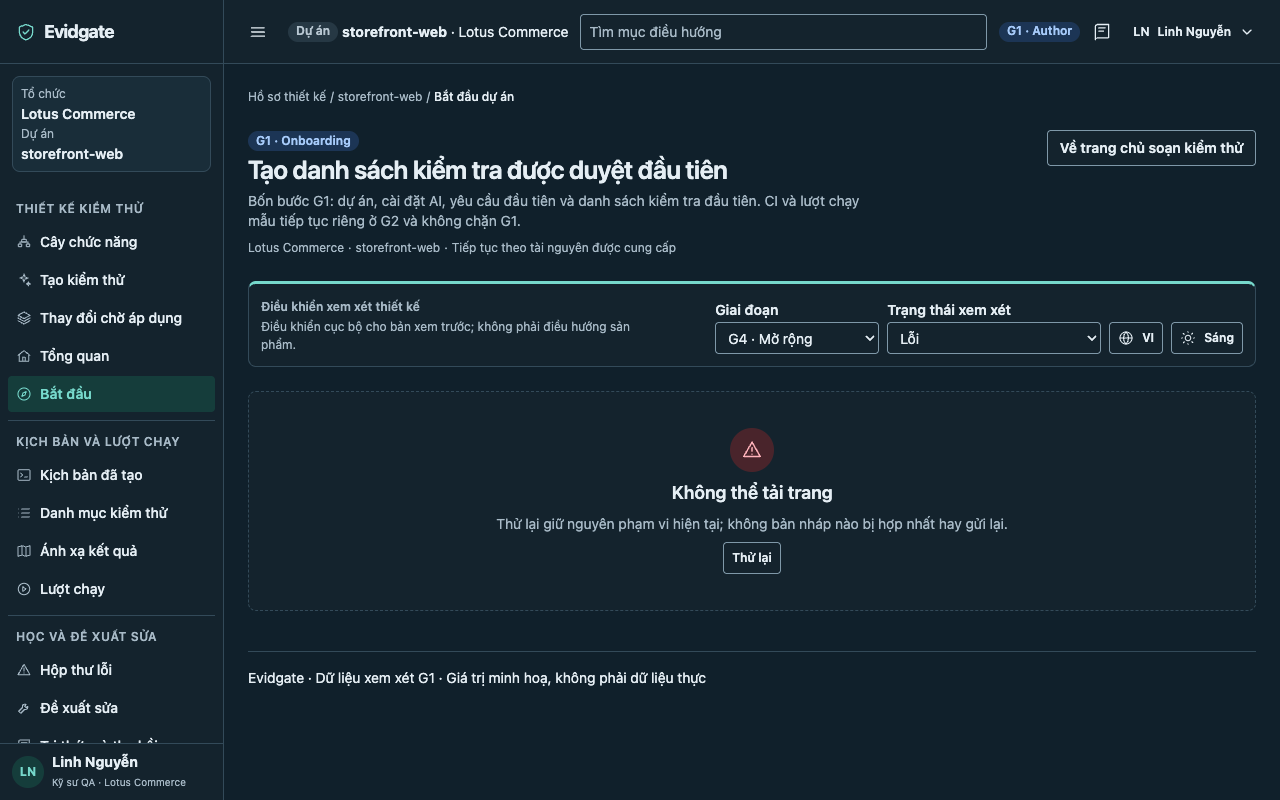 Evidgate
Dự án storefront-web · Lotus Commerce
Tìm mục điều hướng
G1 · Author
LN Linh Nguyễn
Tổ chức
Lotus Commerce
Dự án
storefront-web
THIẾT KẾ KIỂM THỬ
Cây chức năng
Tạo kiểm thử
Thay đổi chờ áp dụng
Tổng quan
Bắt đầu
KỊCH BẢN VÀ LƯỢT CHẠY
Kịch bản đã tạo
Danh mục kiểm thử
Ánh xạ kết quả
Lượt chạy
HỌC VÀ ĐỀ XUẤT SỬA
Hộp thư lỗi
Đề xuất sửa
LN
Linh Nguyễn
Kỹ sư QA · Lotus Commerce
Hồ sơ thiết kế / storefront-web / Bắt đầu dự án
G1 · Onboarding
Tạo danh sách kiểm tra được duyệt đầu tiên
Về trang chủ soạn kiểm thử
Bốn bước G1: dự án, cài đặt AI, yêu cầu đầu tiên và danh sách kiểm tra đầu tiên. CI và lượt chạy
mẫu tiếp tục riêng ở G2 và không chặn G1.
Lotus Commerce · storefront-web · Tiếp tục theo tài nguyên được cung cấp
Điều khiển xem xét thiết kế
Điều khiển cục bộ cho bản xem trước; không phải điều hướng sản
phẩm.
Giai đoạn
G4 · Mở rộng
Trạng thái xem xét
Lỗi
VI
Sáng
Không thể tải trang
Thử lại giữ nguyên phạm vi hiện tại; không bản nháp nào bị hợp nhất hay gửi lại.
Thử lại
Evidgate · Dữ liệu xem xét G1 · Giá trị minh hoạ, không phải dữ liệu thực